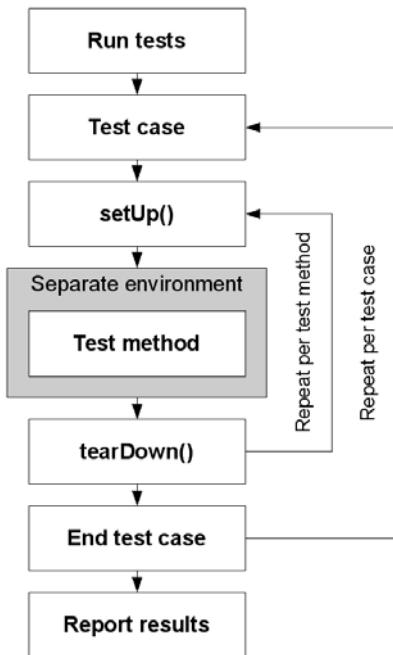 Run tests
Test case
setUp()
Separate environment
Test method
tearDown()
End test case
Report results
Repeat per test method
Repeat per test case